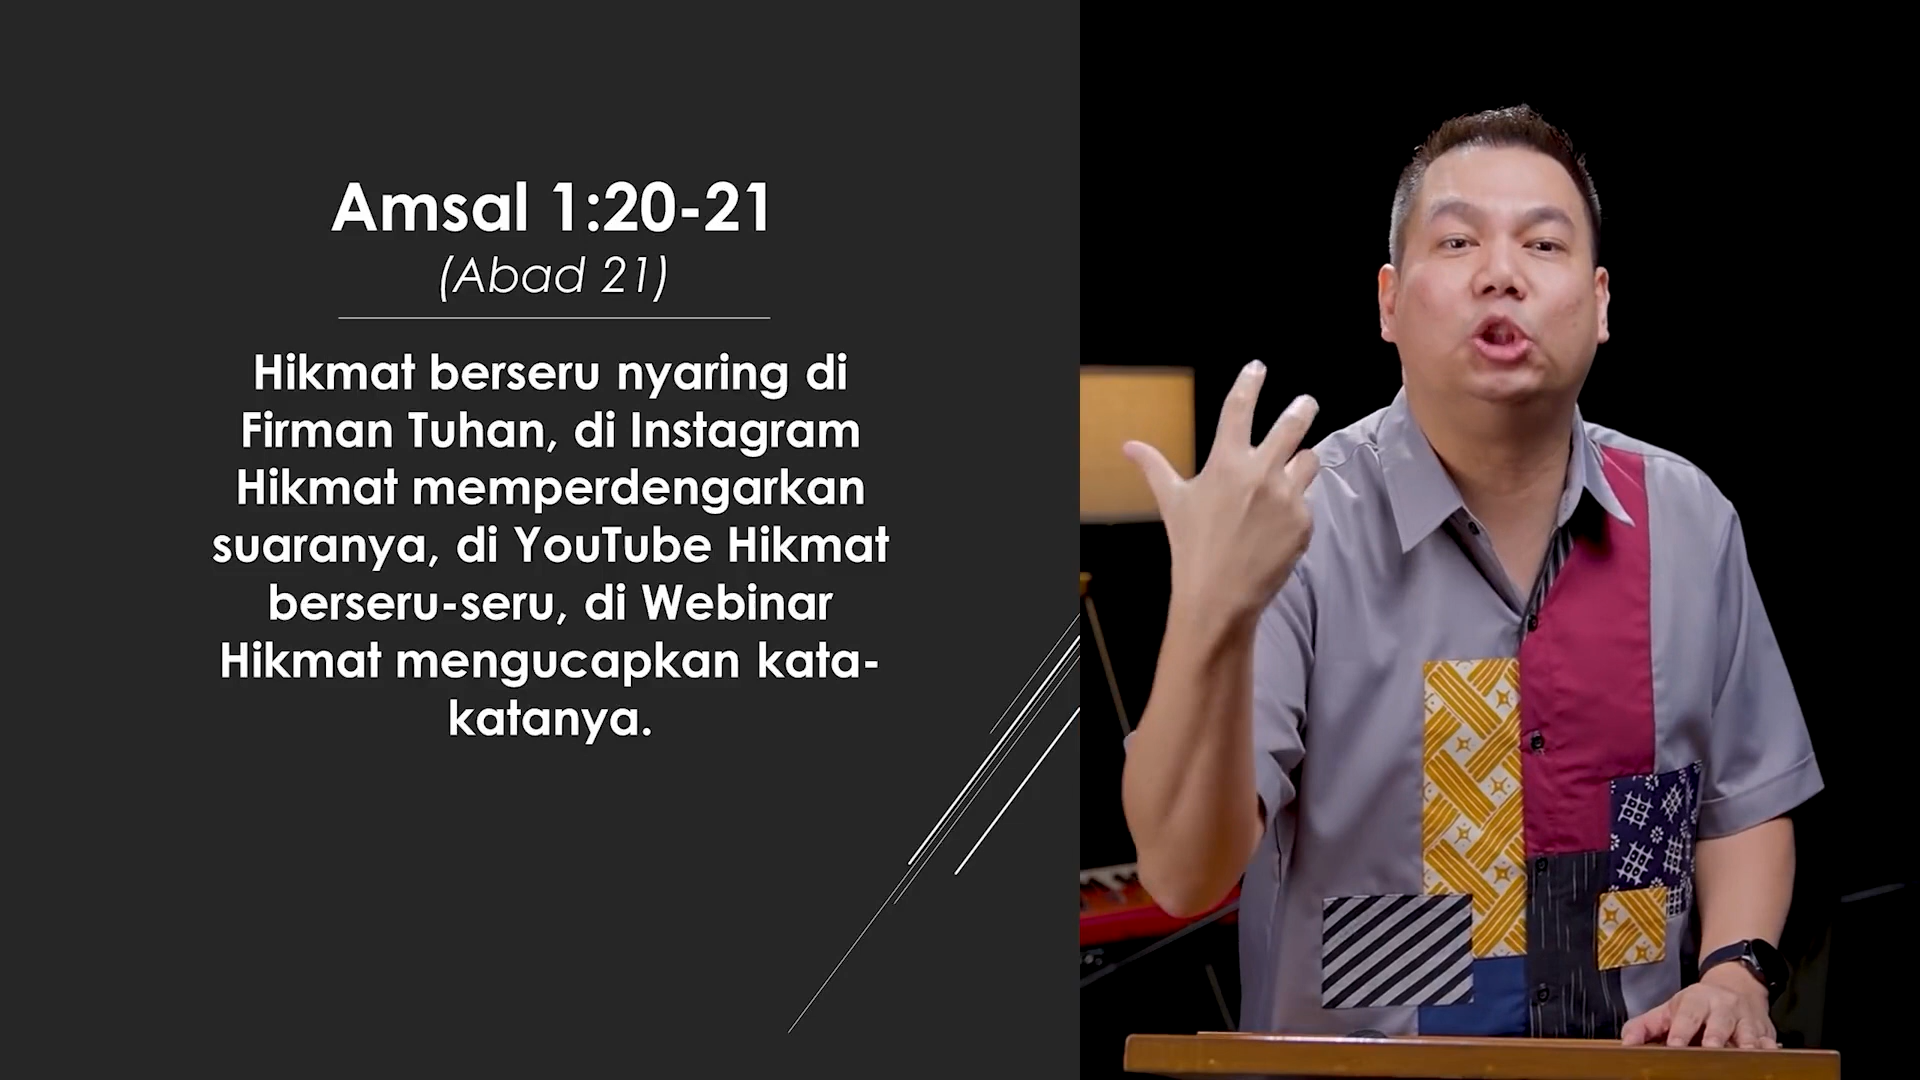 Amsal 1:20-21
(Abad 21)
Hikmat berseru nyaring di
Firman Tuhan, di Instagram
Hikmat memperdengarkan
suaranya, di YouTube Hikmat
berseru-seru, di Webinar
Hikmat mengucapkan kata-
katanya.